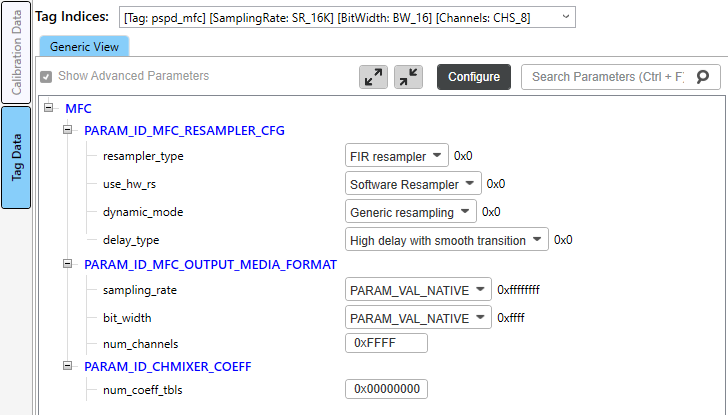 Tag Indices: [Tag: pspd_mfc] [SamplingRate: SR_16K] [BitWidth: BW_16] [Channels: CHS_8]
Calibration Data
Tag Data
Generic View
Show Advanced Parameters Configure Search Parameters (Ctrl + F)
MFC
PARAM_ID_MFC_RESAMPLER_CFG
resampler_type FIR resampler 0x0
use_hw_rs Software Resampler 0x0
dynamic_mode Generic resampling 0x0
delay_type High delay with smooth transition 0x0
PARAM_ID_MFC_OUTPUT_MEDIA_FORMAT
sampling_rate PARAM_VAL_NATIVE 0xffffffff
bit_width PARAM_VAL_NATIVE 0xffff
num_channels 0xFFFF
PARAM_ID_CHMIXER_COEFF
num_coeff_tbls 0x00000000